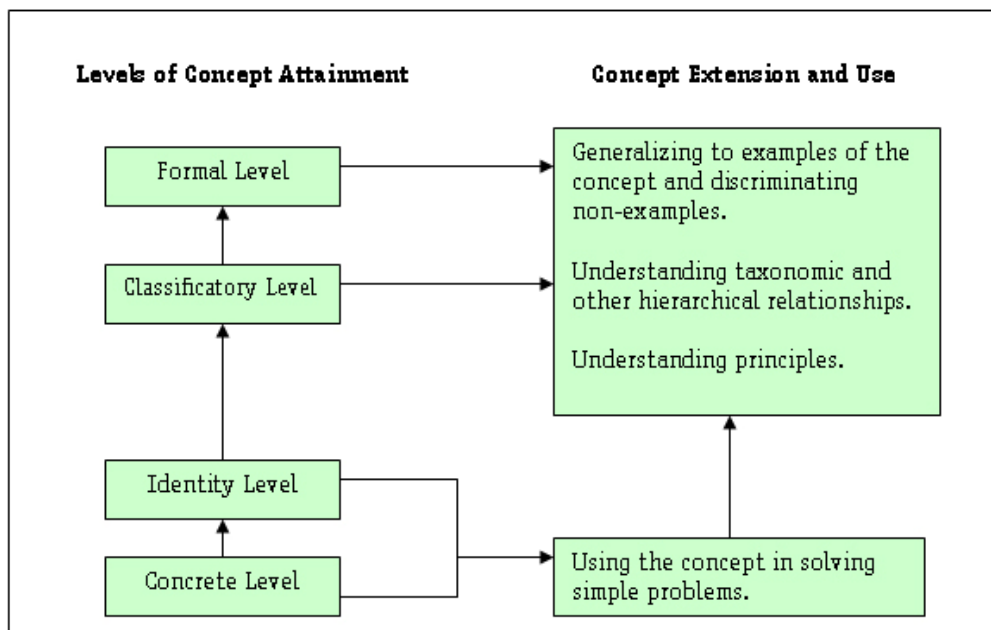 Levels of Concept Attainment
Concept Extension and Use
Formal Level
Classificatory Level
Identity Level
Concrete Level
Generalizing to examples of the
concept and discriminating
non-examples.
Understanding taxonomic and
other hierarchical relationships.
Understanding principles.
Using the concept in solving
simple problems.